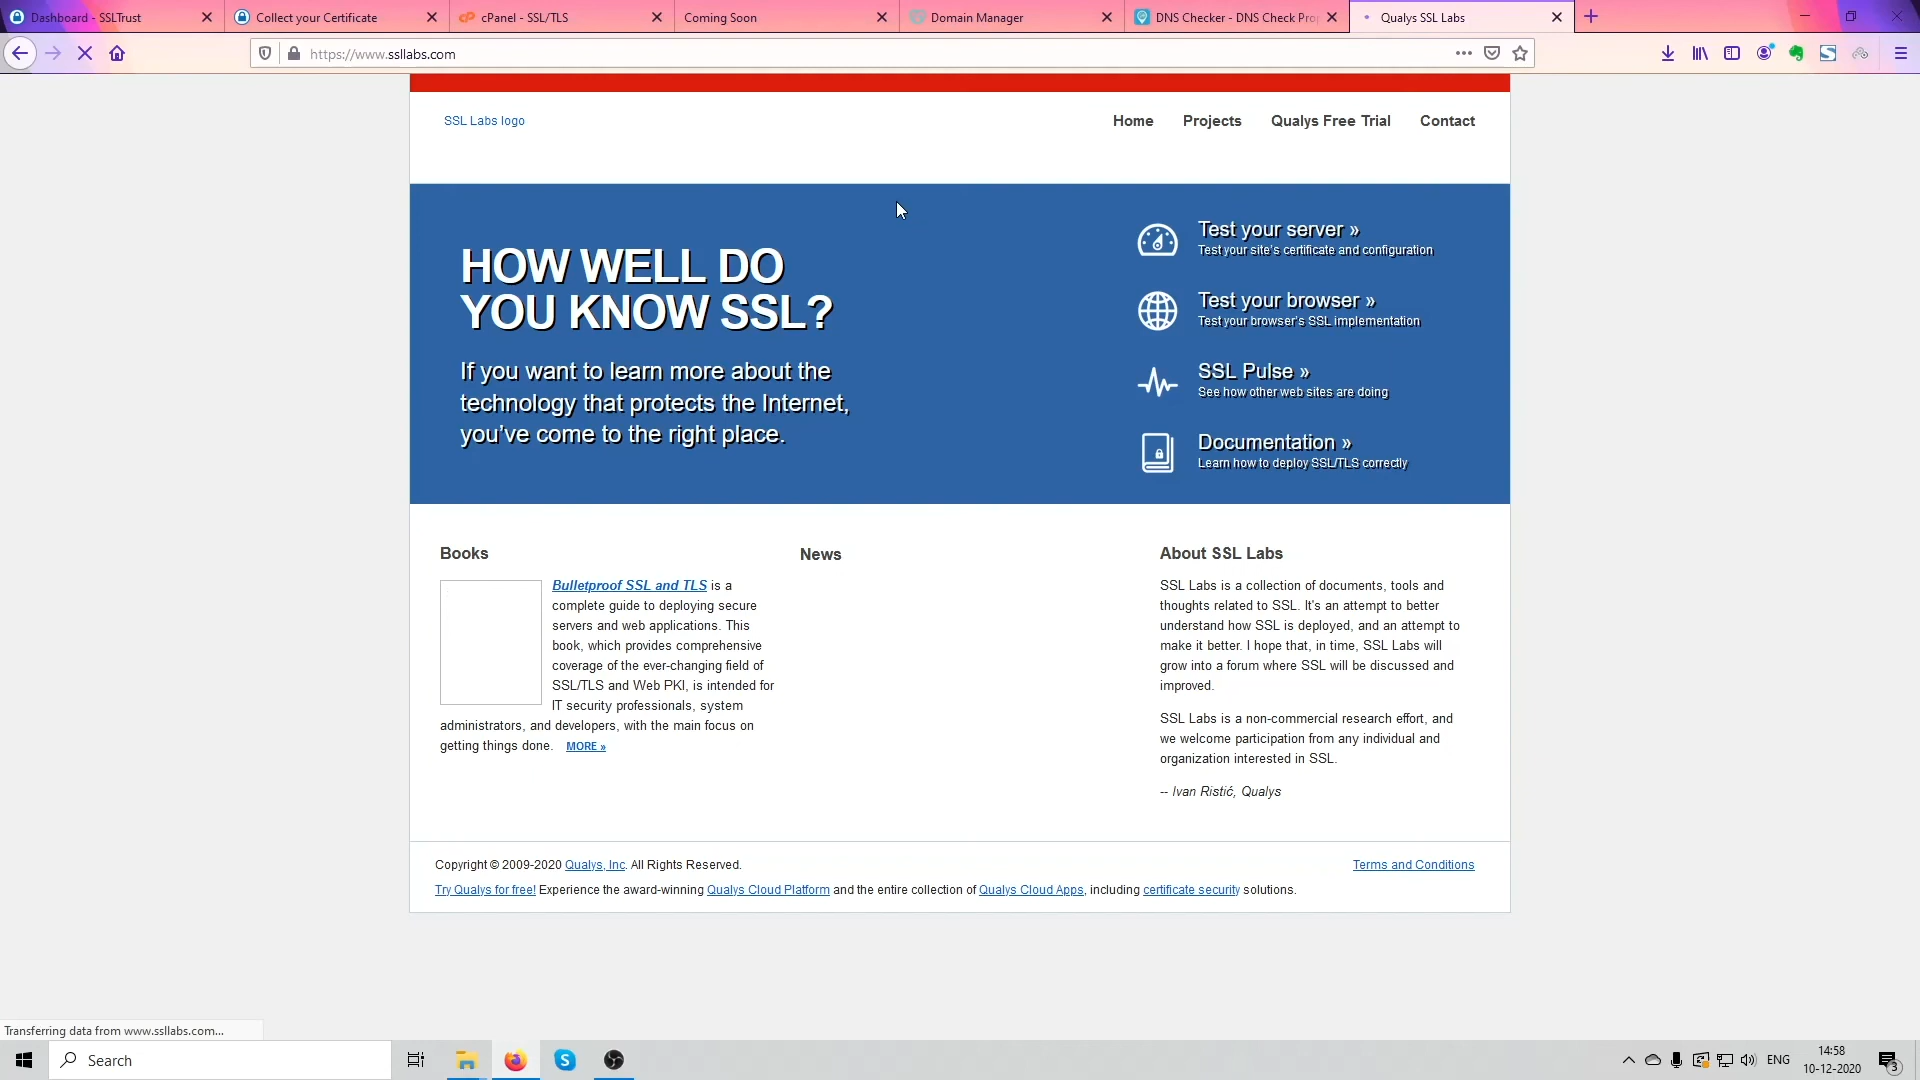 Dashboard - SSLTrust
Collect your Certificate
cPanel - SSL/TLS
Coming Soon
Domain Manager
DNS Checker - DNS Check Pro
Qualys SSL Labs
https://www.ssllabs.com
SSL Labs logo
Home
Projects
Qualys Free Trial
Contact
HOW WELL DO
YOU KNOW SSL?
If you want to learn more about the
technology that protects the Internet,
you’ve come to the right place.
Test your server »
Test your site’s certificate and configuration
Test your browser »
Test your browser’s SSL implementation
SSL Pulse »
See how other web sites are doing
Documentation »
Learn how to deploy SSL/TLS correctly
Books
Bulletproof SSL and TLS is a
complete guide to deploying secure
servers and web applications. This
book, which provides comprehensive
coverage of the ever-changing field of
SSL/TLS and Web PKI, is intended for
IT security professionals, system
administrators, and developers, with the main focus on
getting things done. MORE »
News
About SSL Labs
SSL Labs is a collection of documents, tools and
thoughts related to SSL. It's an attempt to better
understand how SSL is deployed, and an attempt to
make it better. I hope that, in time, SSL Labs will
grow into a forum where SSL will be discussed and
improved.
SSL Labs is a non-commercial research effort, and
we welcome participation from any individual and
organization interested in SSL.
-- Ivan Ristić, Qualys
Copyright © 2009-2020 Qualys, Inc. All Rights Reserved.
Terms and Conditions
Try Qualys for free! Experience the award-winning Qualys Cloud Platform and the entire collection of Qualys Cloud Apps, including certificate security solutions.
Transferring data from www.ssllabs.com...
Search
ENG
14:58
10-12-2020
3